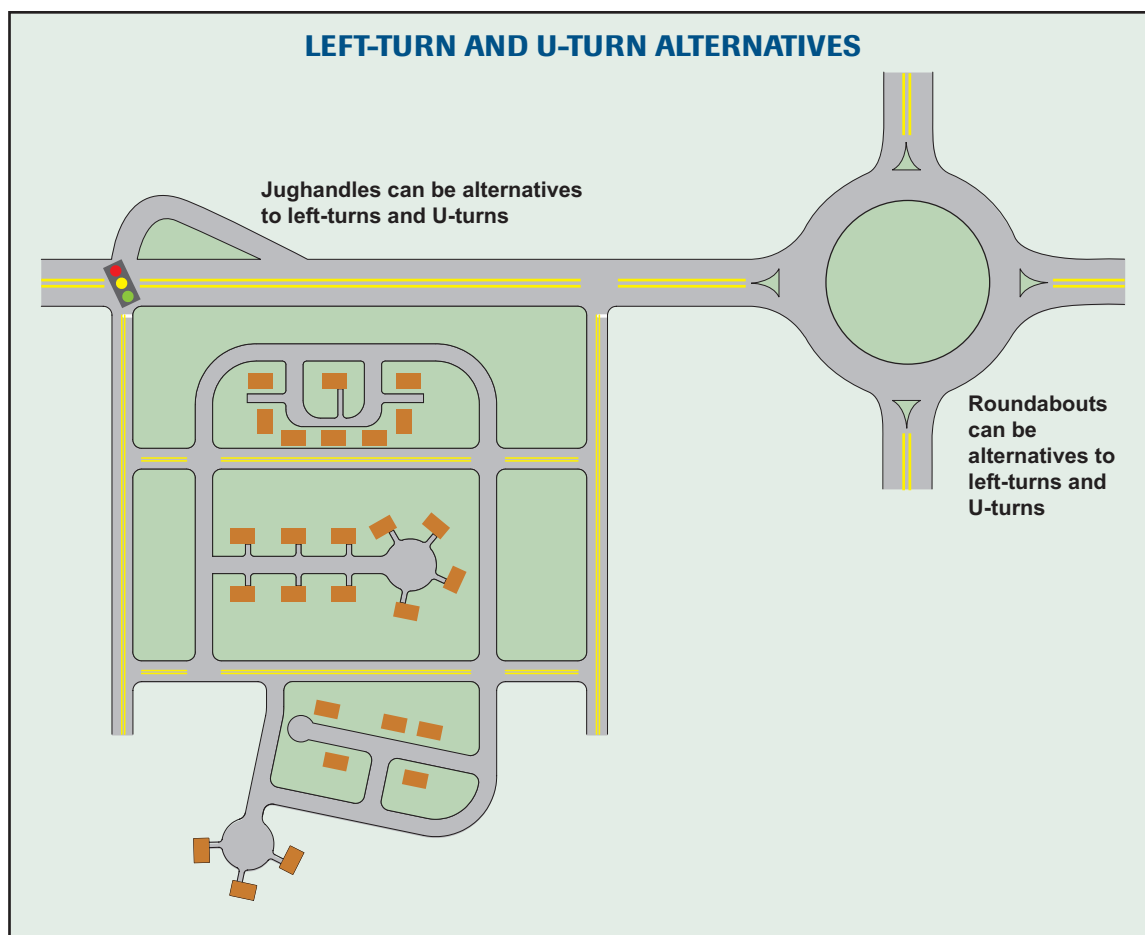 LEFT-TURN AND U-TURN ALTERNATIVES
Jughandles can be alternatives
to left-turns and U-turns
Roundabouts
can be
alternatives to
left-turns and
U-turns